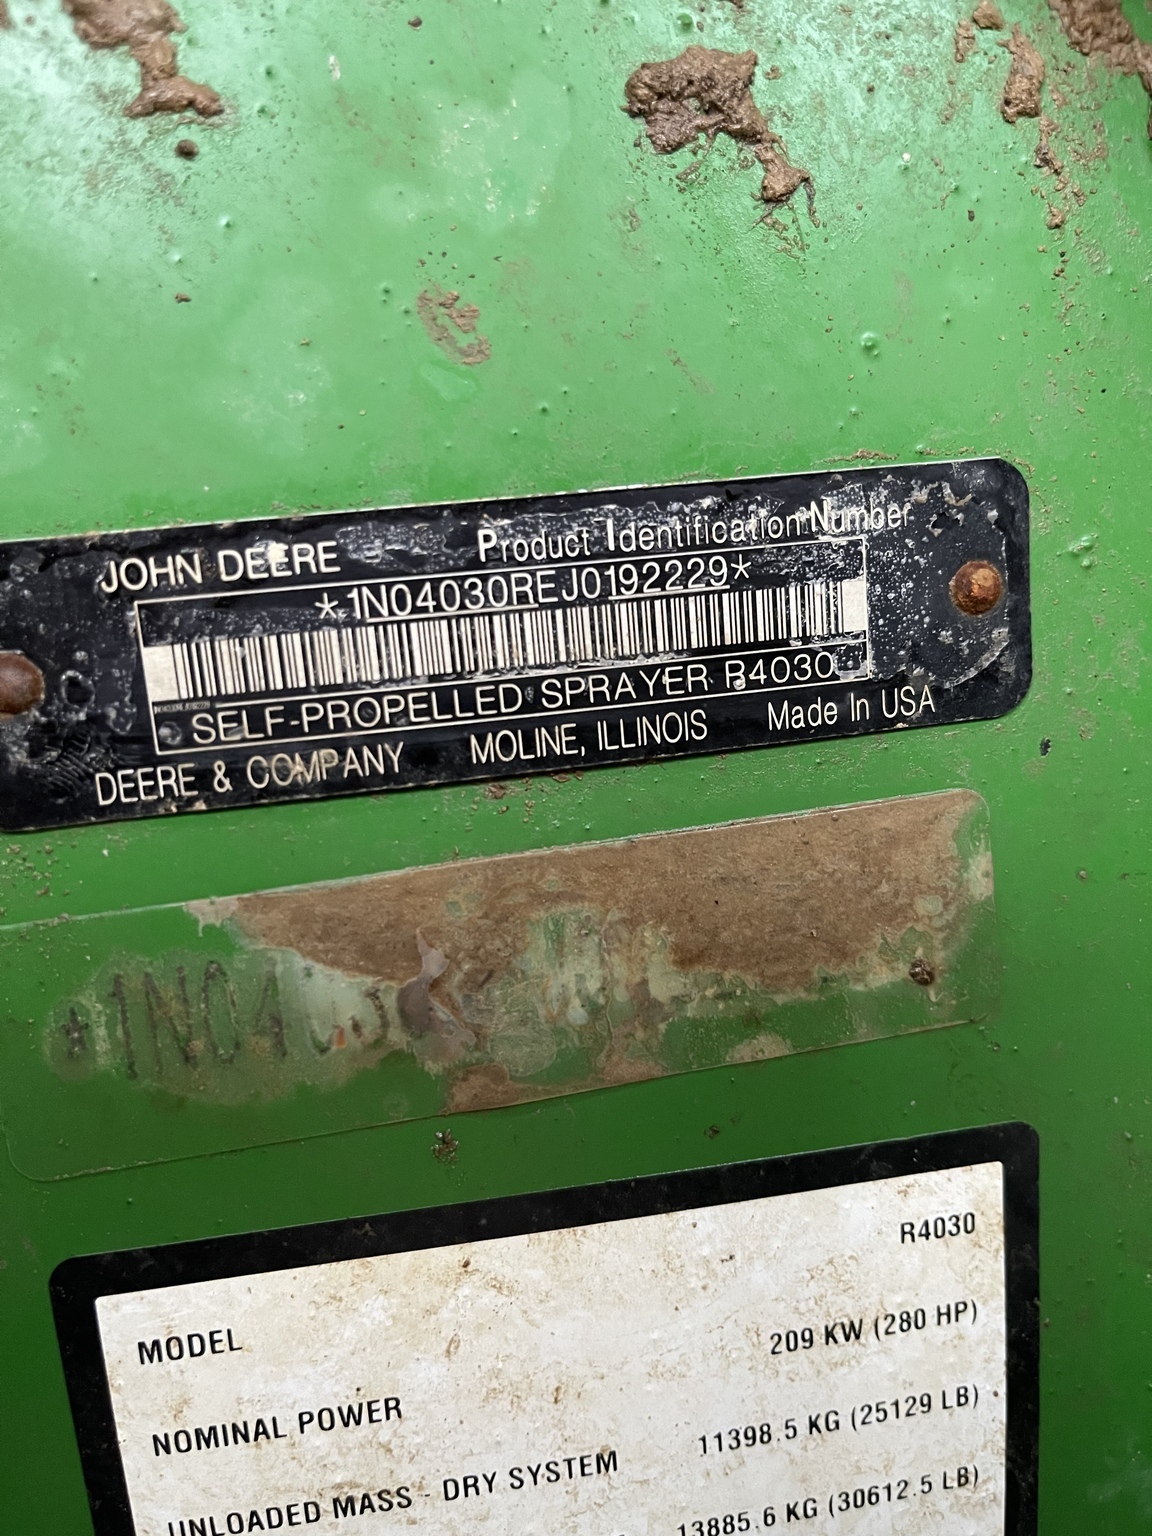 JOHN DEERE Product Identification Number
*1N04030REJ0192229*
SELF-PROPELLED SPRAYER R4030
DEERE & COMPANY MOLINE, ILLINOIS Made In USA
*1N04
MODEL R4030
NOMINAL POWER 209 KW (280 HP)
UNLOADED MASS - DRY SYSTEM 11398.5 KG (25129 LB)
13885.6 KG (30612.5 LB)